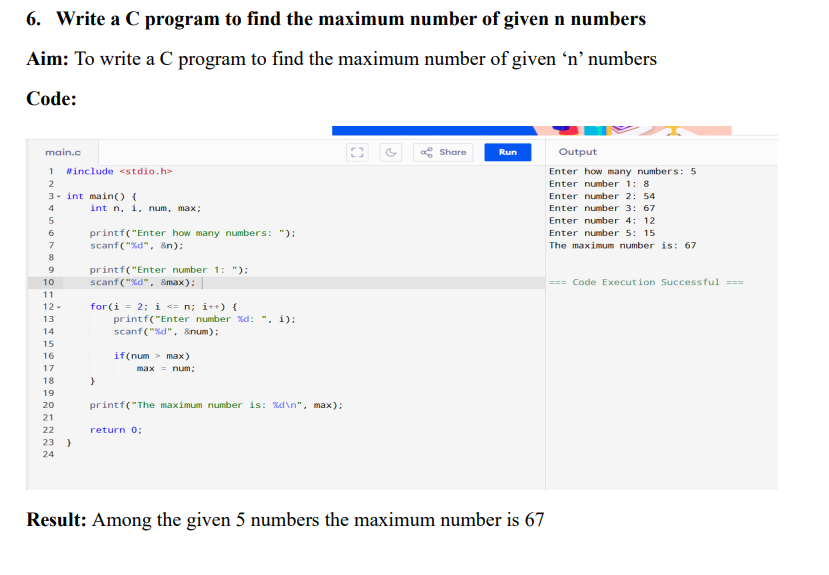 6. Write a C program to find the maximum number of given n numbers
Aim: To write a C program to find the maximum number of given ‘n’ numbers
Code:
main.c
Share
Run
Output
1 #include <stdio.h>
2
3 int main() {
4 int n, i, num, max;
5
6 printf("Enter how many numbers: ");
7 scanf("%d", &n);
8
9 printf("Enter number 1: ");
10 scanf("%d", &max);
11
12 for(i = 2; i <= n; i++) {
13 printf("Enter number %d: ", i);
14 scanf("%d", &num);
15
16 if(num > max)
17 max = num;
18 }
19
20 printf("The maximum number is: %d\n", max);
21
22 return 0;
23 }
24
Enter how many numbers: 5
Enter number 1: 8
Enter number 2: 54
Enter number 3: 67
Enter number 4: 12
Enter number 5: 15
The maximum number is: 67
=== Code Execution Successful ===
Result: Among the given 5 numbers the maximum number is 67